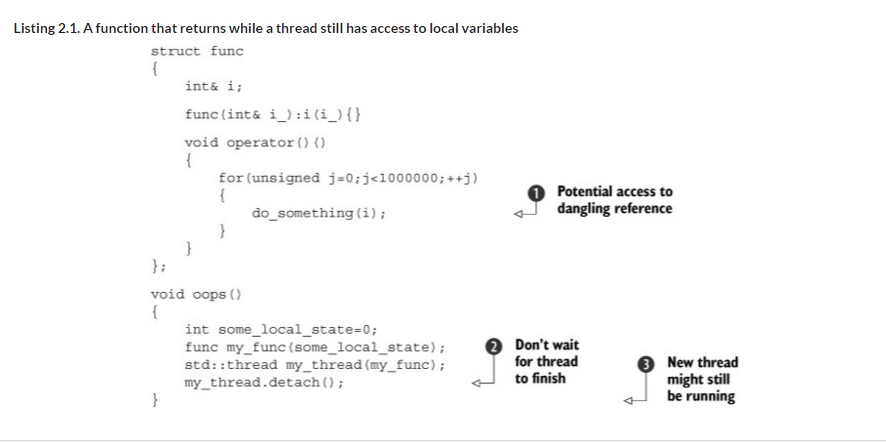 Listing 2.1. A function that returns while a thread still has access to local variables
struct func
{
int& i;
func(int& i_):i(i_){}
void operator()()
{
for(unsigned j=0;j<1000000;++j)
{
do_something(i);
}
}
};
1 Potential access to
dangling reference
void oops()
{
int some_local_state=0;
func my_func(some_local_state);
std::thread my_thread(my_func);
my_thread.detach();
}
2 Don't wait
for thread
to finish
3 New thread
might still
be running